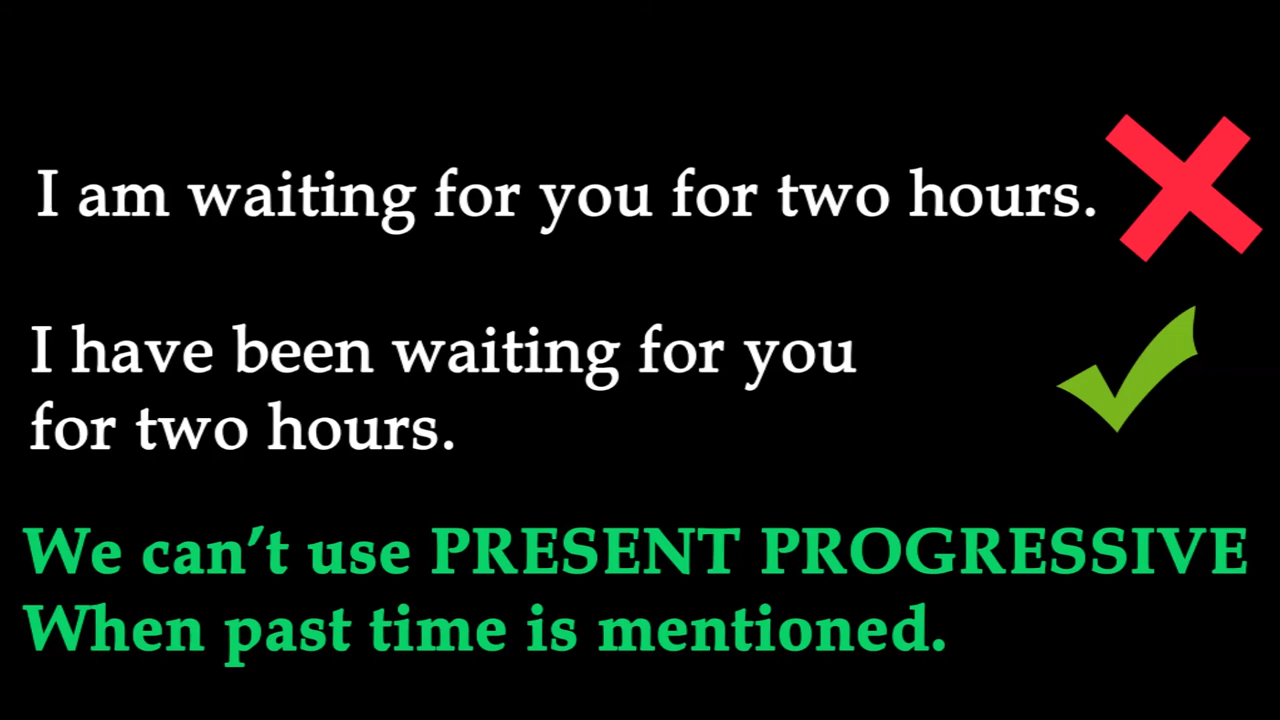 I am waiting for you for two hours.
I have been waiting for you
for two hours.
We can’t use PRESENT PROGRESSIVE
When past time is mentioned.